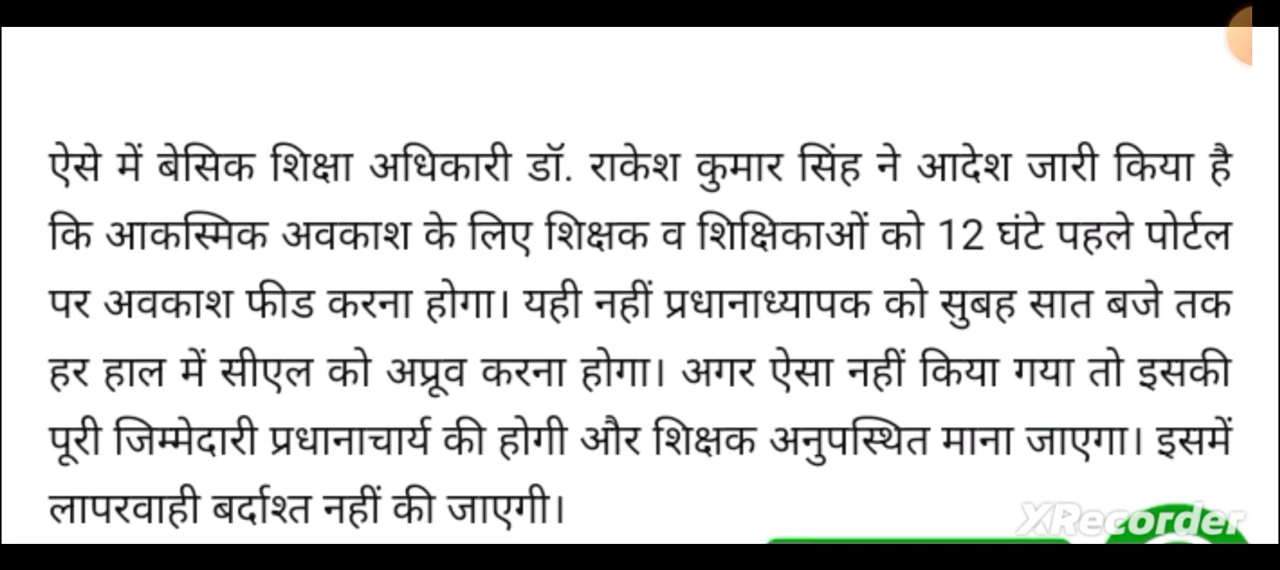 ऐसे में बेसिक शिक्षा अधिकारी डॉ. राकेश कुमार सिंह ने आदेश जारी किया है
कि आकस्मिक अवकाश के लिए शिक्षक व शिक्षिकाओं को 12 घंटे पहले पोर्टल
पर अवकाश फीड करना होगा। यही नहीं प्रधानाध्यापक को सुबह सात बजे तक
हर हाल में सीएल को अप्रूव करना होगा। अगर ऐसा नहीं किया गया तो इसकी
पूरी जिम्मेदारी प्रधानाचार्य की होगी और शिक्षक अनुपस्थित माना जाएगा। इसमें
लापरवाही बर्दाश्त नहीं की जाएगी।
XRecorder